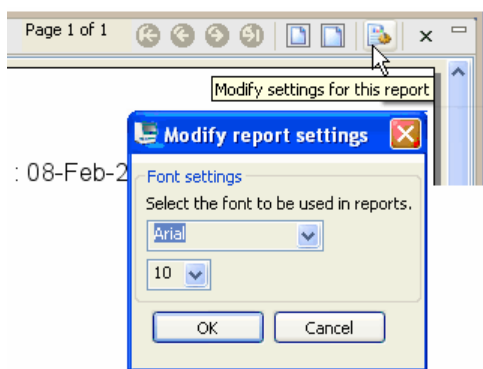 Page 1 of 1
Modify settings for this report
Modify report settings
: 08-Feb-2
Font settings
Select the font to be used in reports.
Arial
10
OK Cancel